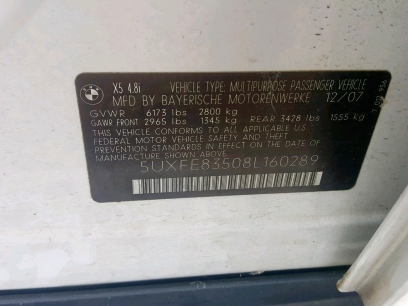 X5 4.8i VEHICLE TYPE: MULTIPURPOSE PASSENGER VEHICLE
MFD BY BAYERISCHE MOTORENWERKE 12/07
GVWR 6173 lbs 2800 kg
GAWR FRONT 2965 lbs 1345 kg REAR 3428 lbs 1555 kg
THIS VEHICLE CONFORMS TO ALL APPLICABLE U.S.
FEDERAL MOTOR VEHICLE SAFETY AND
THEFT PREVENTION STANDARDS IN EFFECT ON THE
DATE OF MANUFACTURE SHOWN ABOVE
5UXFE83508L160289